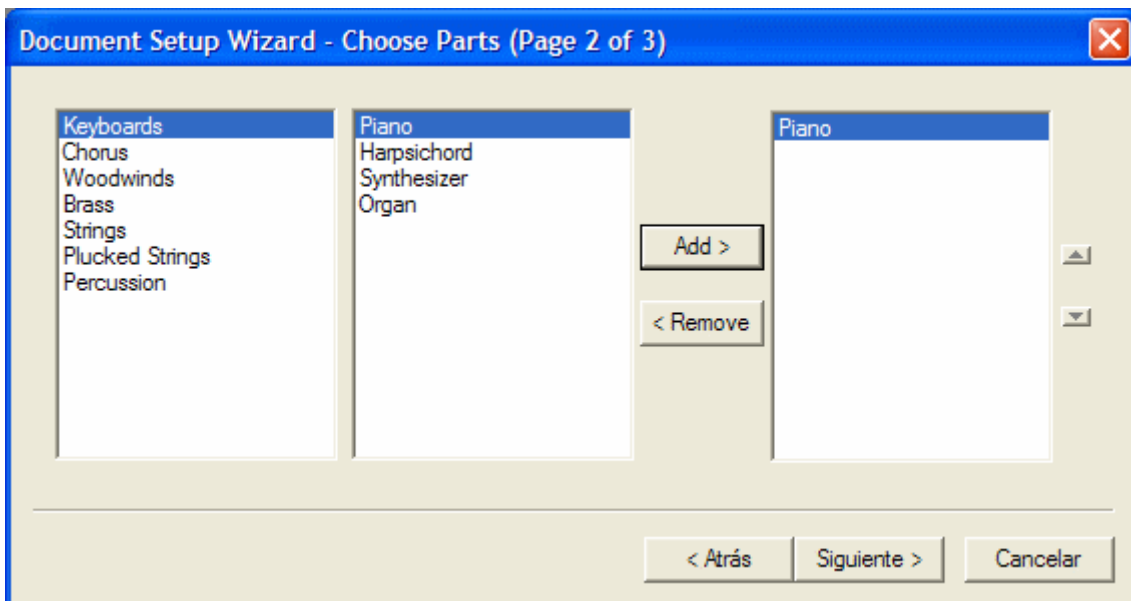 Document Setup Wizard - Choose Parts (Page 2 of 3)
Keyboards
Chorus
Woodwinds
Brass
Strings
Plucked Strings
Percussion
Piano
Harpsichord
Synthesizer
Organ
Add >
< Remove
Piano
< Atrás
Siguiente >
Cancelar